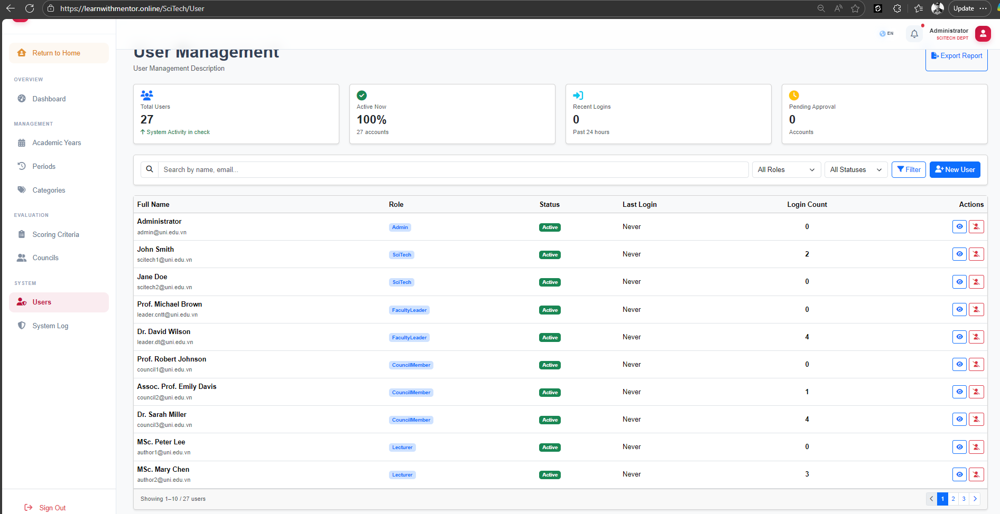 https://learnwithmentor.online/SciTech/User
Update
EN
Administrator
SCITECH DEPT
Return to Home
OVERVIEW
Dashboard
MANAGEMENT
Academic Years
Periods
Categories
EVALUATION
Scoring Criteria
Councils
SYSTEM
Users
System Log
Sign Out
User Management
User Management Description
Export Report
Total Users
27
System Activity in check
Active Now
100%
27 accounts
Recent Logins
0
Past 24 hours
Pending Approval
0
Accounts
Search by name, email...
All Roles
All Statuses
Filter
New User
Full Name Role Status Last Login Login Count Actions
Administrator
admin@uni.edu.vn
Admin Active Never 0
John Smith
scitech1@uni.edu.vn
SciTech Active Never 2
Jane Doe
scitech2@uni.edu.vn
SciTech Active Never 0
Prof. Michael Brown
leader.cntt@uni.edu.vn
FacultyLeader Active Never 0
Dr. David Wilson
leader.dt@uni.edu.vn
FacultyLeader Active Never 4
Prof. Robert Johnson
council1@uni.edu.vn
CouncilMember Active Never 0
Assoc. Prof. Emily Davis
council2@uni.edu.vn
CouncilMember Active Never 1
Dr. Sarah Miller
council3@uni.edu.vn
CouncilMember Active Never 4
MSc. Peter Lee
author1@uni.edu.vn
Lecturer Active Never 0
MSc. Mary Chen
author2@uni.edu.vn
Lecturer Active Never 3
Showing 1–10 / 27 users
1 2 3